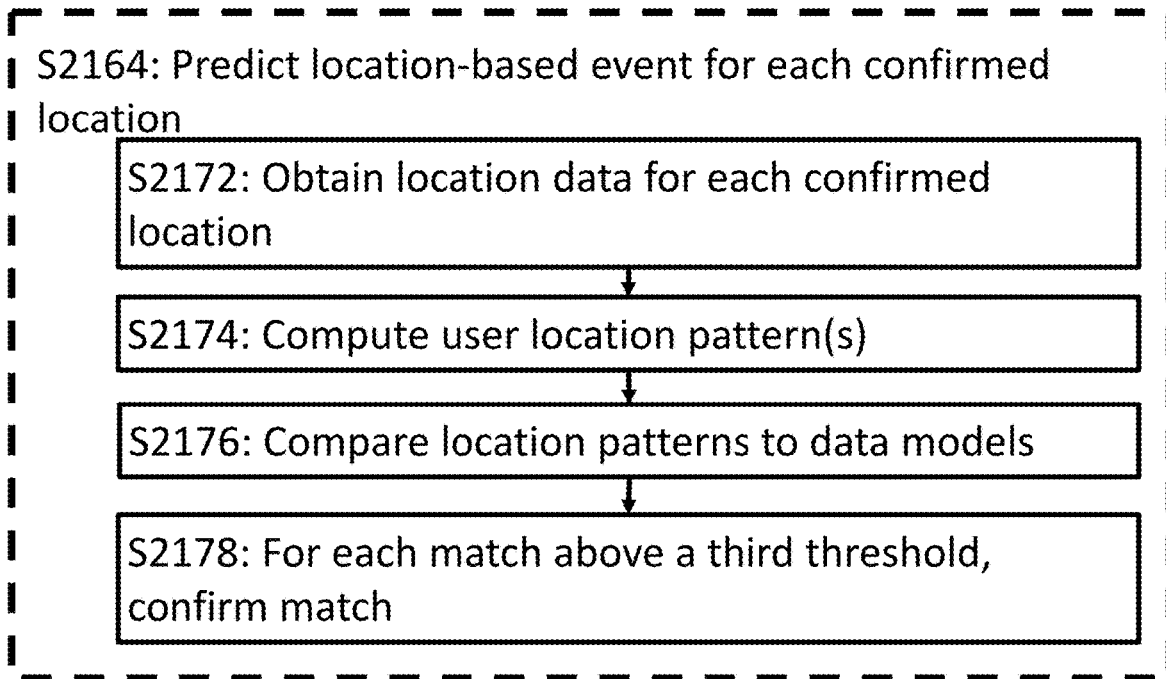 S2164: Predict location-based event for each confirmed
location
S2172: Obtain location data for each confirmed
location
S2174: Compute user location pattern(s)
S2176: Compare location patterns to data models
S2178: For each match above a third threshold,
confirm match